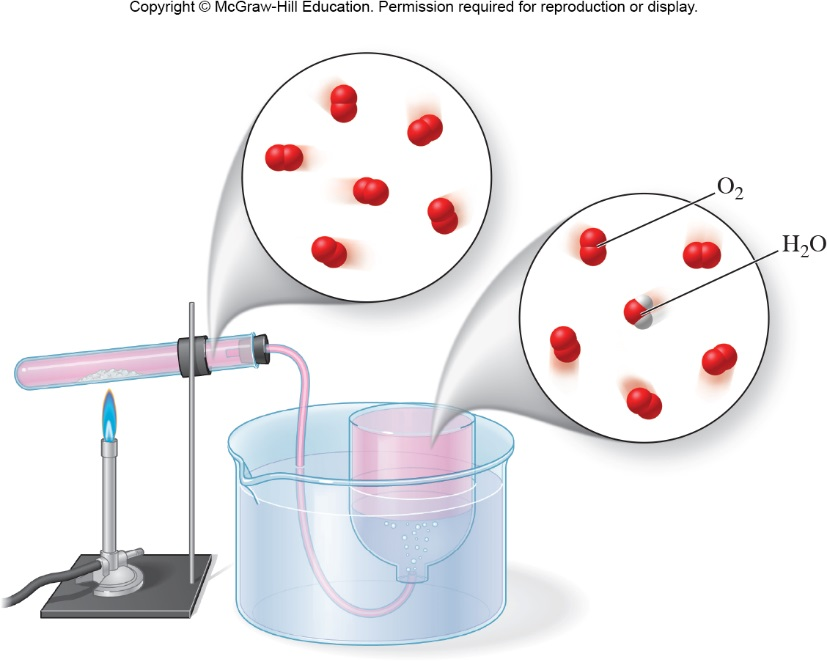 Copyright © McGraw-Hill Education. Permission required for reproduction or display.
O₂
H₂O